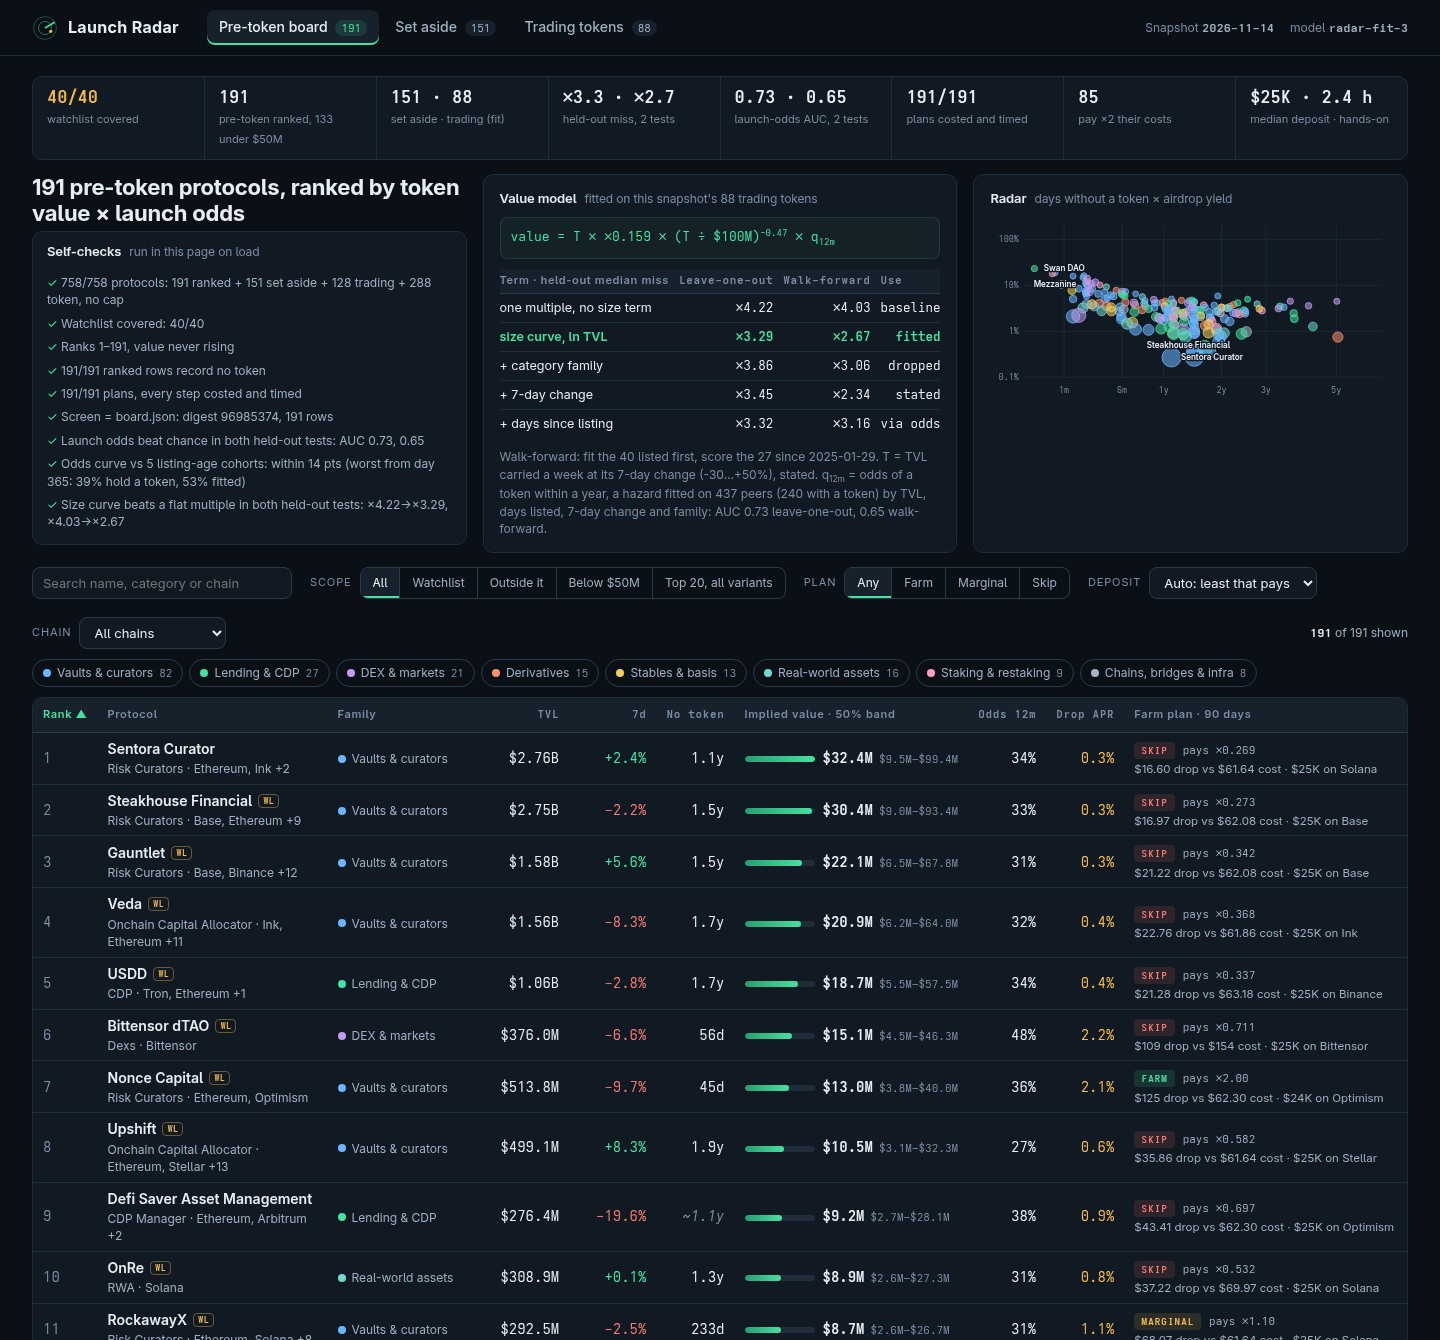 Launch Radar
Pre-token board 191
Set aside 151
Trading tokens 88
Snapshot 2026-11-14 model radar-fit-3
40/40
watchlist covered
191
pre-token ranked, 133
under $50M
151 · 88
set aside · trading (fit)
×3.3 · ×2.7
held-out miss, 2 tests
0.73 · 0.65
launch-odds AUC, 2 tests
191/191
plans costed and timed
85
pay ×2 their costs
$25K · 2.4 h
median deposit · hands-on
191 pre-token protocols, ranked by token
value × launch odds
Self-checks run in this page on load
✓ 758/758 protocols: 191 ranked + 151 set aside + 128 trading + 288
token, no cap
✓ Watchlist covered: 40/40
✓ Ranks 1–191, value never rising
✓ 191/191 ranked rows record no token
✓ 191/191 plans, every step costed and timed
✓ Screen = board.json: digest 96985374, 191 rows
✓ Launch odds beat chance in both held-out tests: AUC 0.73, 0.65
✓ Odds curve vs 5 listing-age cohorts: within 14 pts (worst from day
365: 39% hold a token, 53% fitted)
✓ Size curve beats a flat multiple in both held-out tests: ×4.22→×3.29,
×4.03→×2.67
Value model fitted on this snapshot's 88 trading tokens
value = T × ×0.159 × (T ÷ $100M)−0.47 × q12m
Term · held-out median miss Leave-one-out Walk-forward Use
one multiple, no size term ×4.22 ×4.03 baseline
size curve, ln TVL ×3.29 ×2.67 fitted
+ category family ×3.86 ×3.06 dropped
+ 7-day change ×3.45 ×2.34 stated
+ days since listing ×3.32 ×3.16 via odds
Walk-forward: fit the 40 listed first, score the 27 since 2025-01-29. T = TVL
carried a week at its 7-day change (-30…+50%), stated. q12m = odds of a
token within a year, a hazard fitted on 437 peers (240 with a token) by TVL,
days listed, 7-day change and family: AUC 0.73 leave-one-out, 0.65 walk-
forward.
Radar days without a token × airdrop yield
100%
10%
1%
0.1%
Swan DAO
Mezzanine
Steakhouse Financial
Sentora Curator
1m 6m 1y 2y 3y 5y
Search name, category or chain
SCOPE All Watchlist Outside it Below $50M Top 20, all variants
PLAN Any Farm Marginal Skip
DEPOSIT Auto: least that pays
CHAIN All chains
191 of 191 shown
Vaults & curators 82
Lending & CDP 27
DEX & markets 21
Derivatives 15
Stables & basis 13
Real-world assets 16
Staking & restaking 9
Chains, bridges & infra 8
Rank ▲ Protocol Family TVL 7d No token Implied value · 50% band Odds 12m Drop APR Farm plan · 90 days
1 Sentora Curator Vaults & curators $2.76B +2.4% 1.1y $32.4M $9.5M–$99.4M 34% 0.3% SKIP pays ×0.269
Risk Curators · Ethereum, Ink +2 $16.60 drop vs $61.64 cost · $25K on Solana
2 Steakhouse Financial WL Vaults & curators $2.75B −2.2% 1.5y $30.4M $9.0M–$93.4M 33% 0.3% SKIP pays ×0.273
Risk Curators · Base, Ethereum +9 $16.97 drop vs $62.08 cost · $25K on Base
3 Gauntlet WL Vaults & curators $1.58B +5.6% 1.5y $22.1M $6.5M–$67.8M 31% 0.3% SKIP pays ×0.342
Risk Curators · Base, Binance +12 $21.22 drop vs $62.08 cost · $25K on Base
4 Veda WL Vaults & curators $1.56B −8.3% 1.7y $20.9M $6.2M–$64.0M 32% 0.4% SKIP pays ×0.368
Onchain Capital Allocator · Ink,
Ethereum +11 $22.76 drop vs $61.86 cost · $25K on Ink
5 USDD WL Lending & CDP $1.06B −2.8% 1.7y $18.7M $5.5M–$57.5M 34% 0.4% SKIP pays ×0.337
CDP · Tron, Ethereum +1 $21.28 drop vs $63.18 cost · $25K on Binance
6 Bittensor dTAO WL DEX & markets $376.0M −6.6% 56d $15.1M $4.5M–$46.3M 48% 2.2% SKIP pays ×0.711
Dexs · Bittensor $109 drop vs $154 cost · $25K on Bittensor
7 Nonce Capital WL Vaults & curators $513.8M −9.7% 45d $13.0M $3.8M–$40.0M 36% 2.1% FARM pays ×2.00
Risk Curators · Ethereum, Optimism $125 drop vs $62.30 cost · $24K on Optimism
8 Upshift WL Vaults & curators $499.1M +8.3% 1.9y $10.5M $3.1M–$32.3M 27% 0.6% SKIP pays ×0.582
Onchain Capital Allocator ·
Ethereum, Stellar +13 $35.86 drop vs $61.64 cost · $25K on Stellar
9 Defi Saver Asset Management Lending & CDP $276.4M −19.6% ~1.1y $9.2M $2.7M–$28.1M 38% 0.9% SKIP pays ×0.697
CDP Manager · Ethereum, Arbitrum
+2 $43.41 drop vs $62.30 cost · $25K on Optimism
10 OnRe WL Real-world assets $308.9M +0.1% 1.3y $8.9M $2.6M–$27.3M 31% 0.8% SKIP pays ×0.532
RWA · Solana $37.22 drop vs $69.97 cost · $25K on Solana
11 RockawayX WL Vaults & curators $292.5M −2.5% 233d $8.7M $2.6M–$26.7M 31% 1.1% MARGINAL pays ×1.10
Risk Curators · Ethereum, Solana +8 $68.07 drop vs $61.64 cost · $25K on Solana